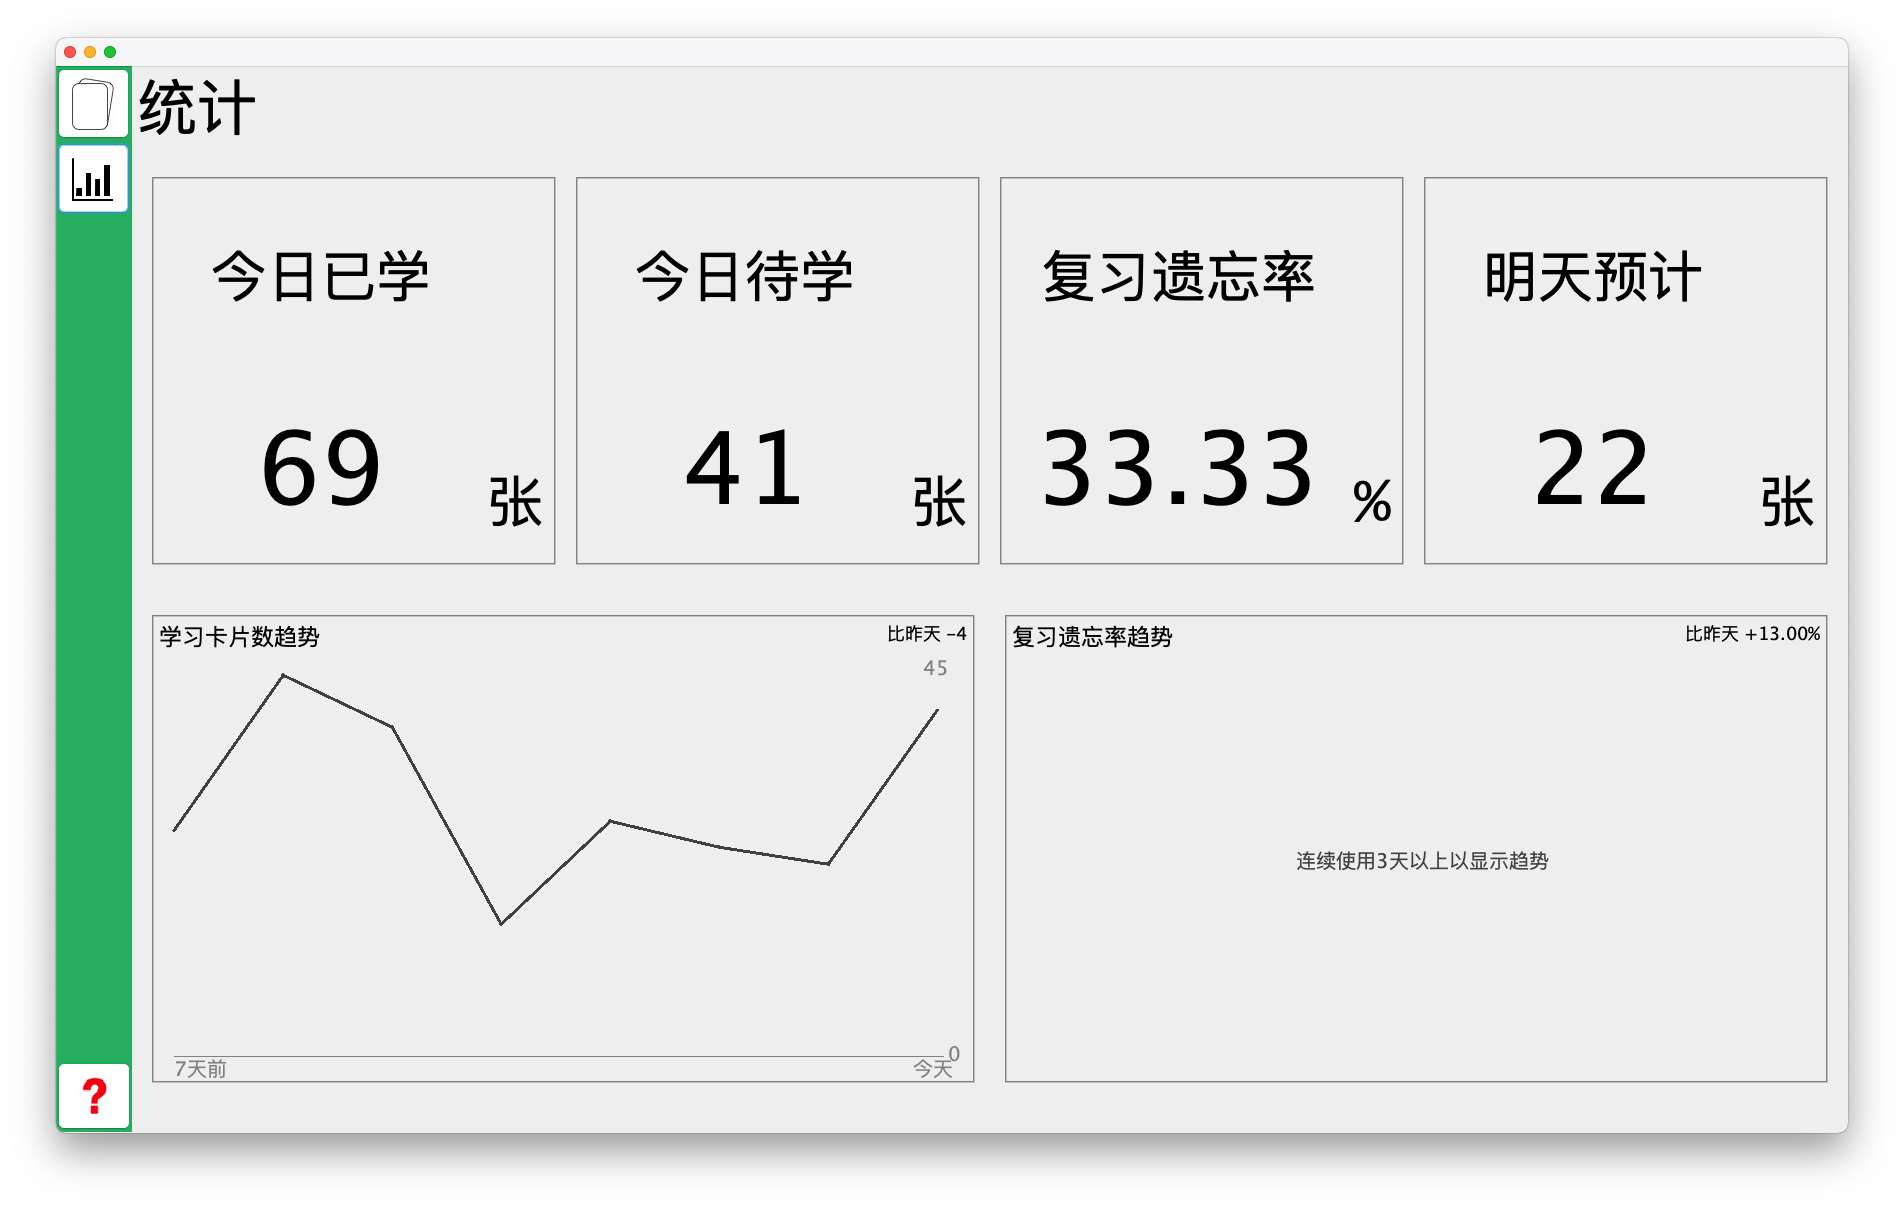 统计
今日已学
69 张
今日待学
41 张
复习遗忘率
33.33 %
明天预计
22 张
学习卡片数趋势
比昨天 -4
45
0
7天前
今天
复习遗忘率趋势
比昨天 +13.00%
连续使用3天以上以显示趋势
?